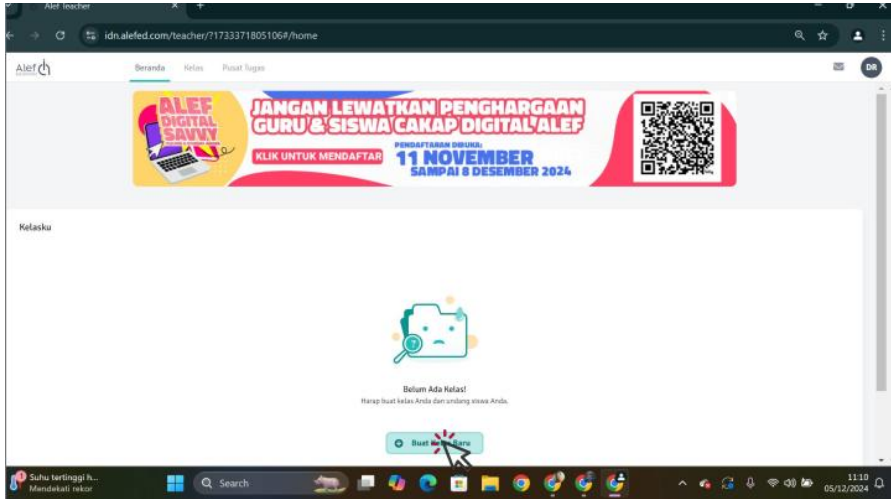 Alef Teacher
idn.alefed.com/teacher/?1733371805106#/home
Alef
Beranda Kelas Pusat Tugas
DR
ALEF
DIGITAL
SAVVY
JANGAN LEWATKAN PENGHARGAAN
GURU & SISWA CAKAP DIGITAL ALEF
KLIK UNTUK MENDAFTAR
PENDAFTARAN DIBUKA:
11 NOVEMBER
SAMPAI 8 DESEMBER 2024
Kelasku
Belum Ada Kelas!
Harap buat kelas Anda dan undang siswa Anda.
Buat Kelas Baru
Suhu tertinggi h...
Mendekati rekor
Search
11:10
05/12/2024